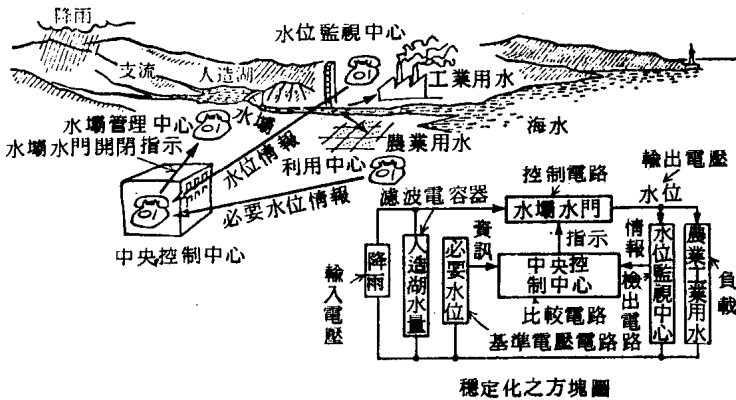 降雨
支流
人造湖
水位監視中心
工業用水
水壩管理中心
水壩
水壩水門開閉指示
水位情報
利用中心
農業用水
海水
必要水位情報
中央控制中心
濾波電容器
控制電路
輸出電壓
水位
水壩水門
資訊
指示
情報
輸入電壓
降雨
人造湖水量
必要水位
中央控
制中心
檢出電路
水位監視中心
農業工業用水
負載
比較電路
基準電壓電路
穩定化之方塊圖